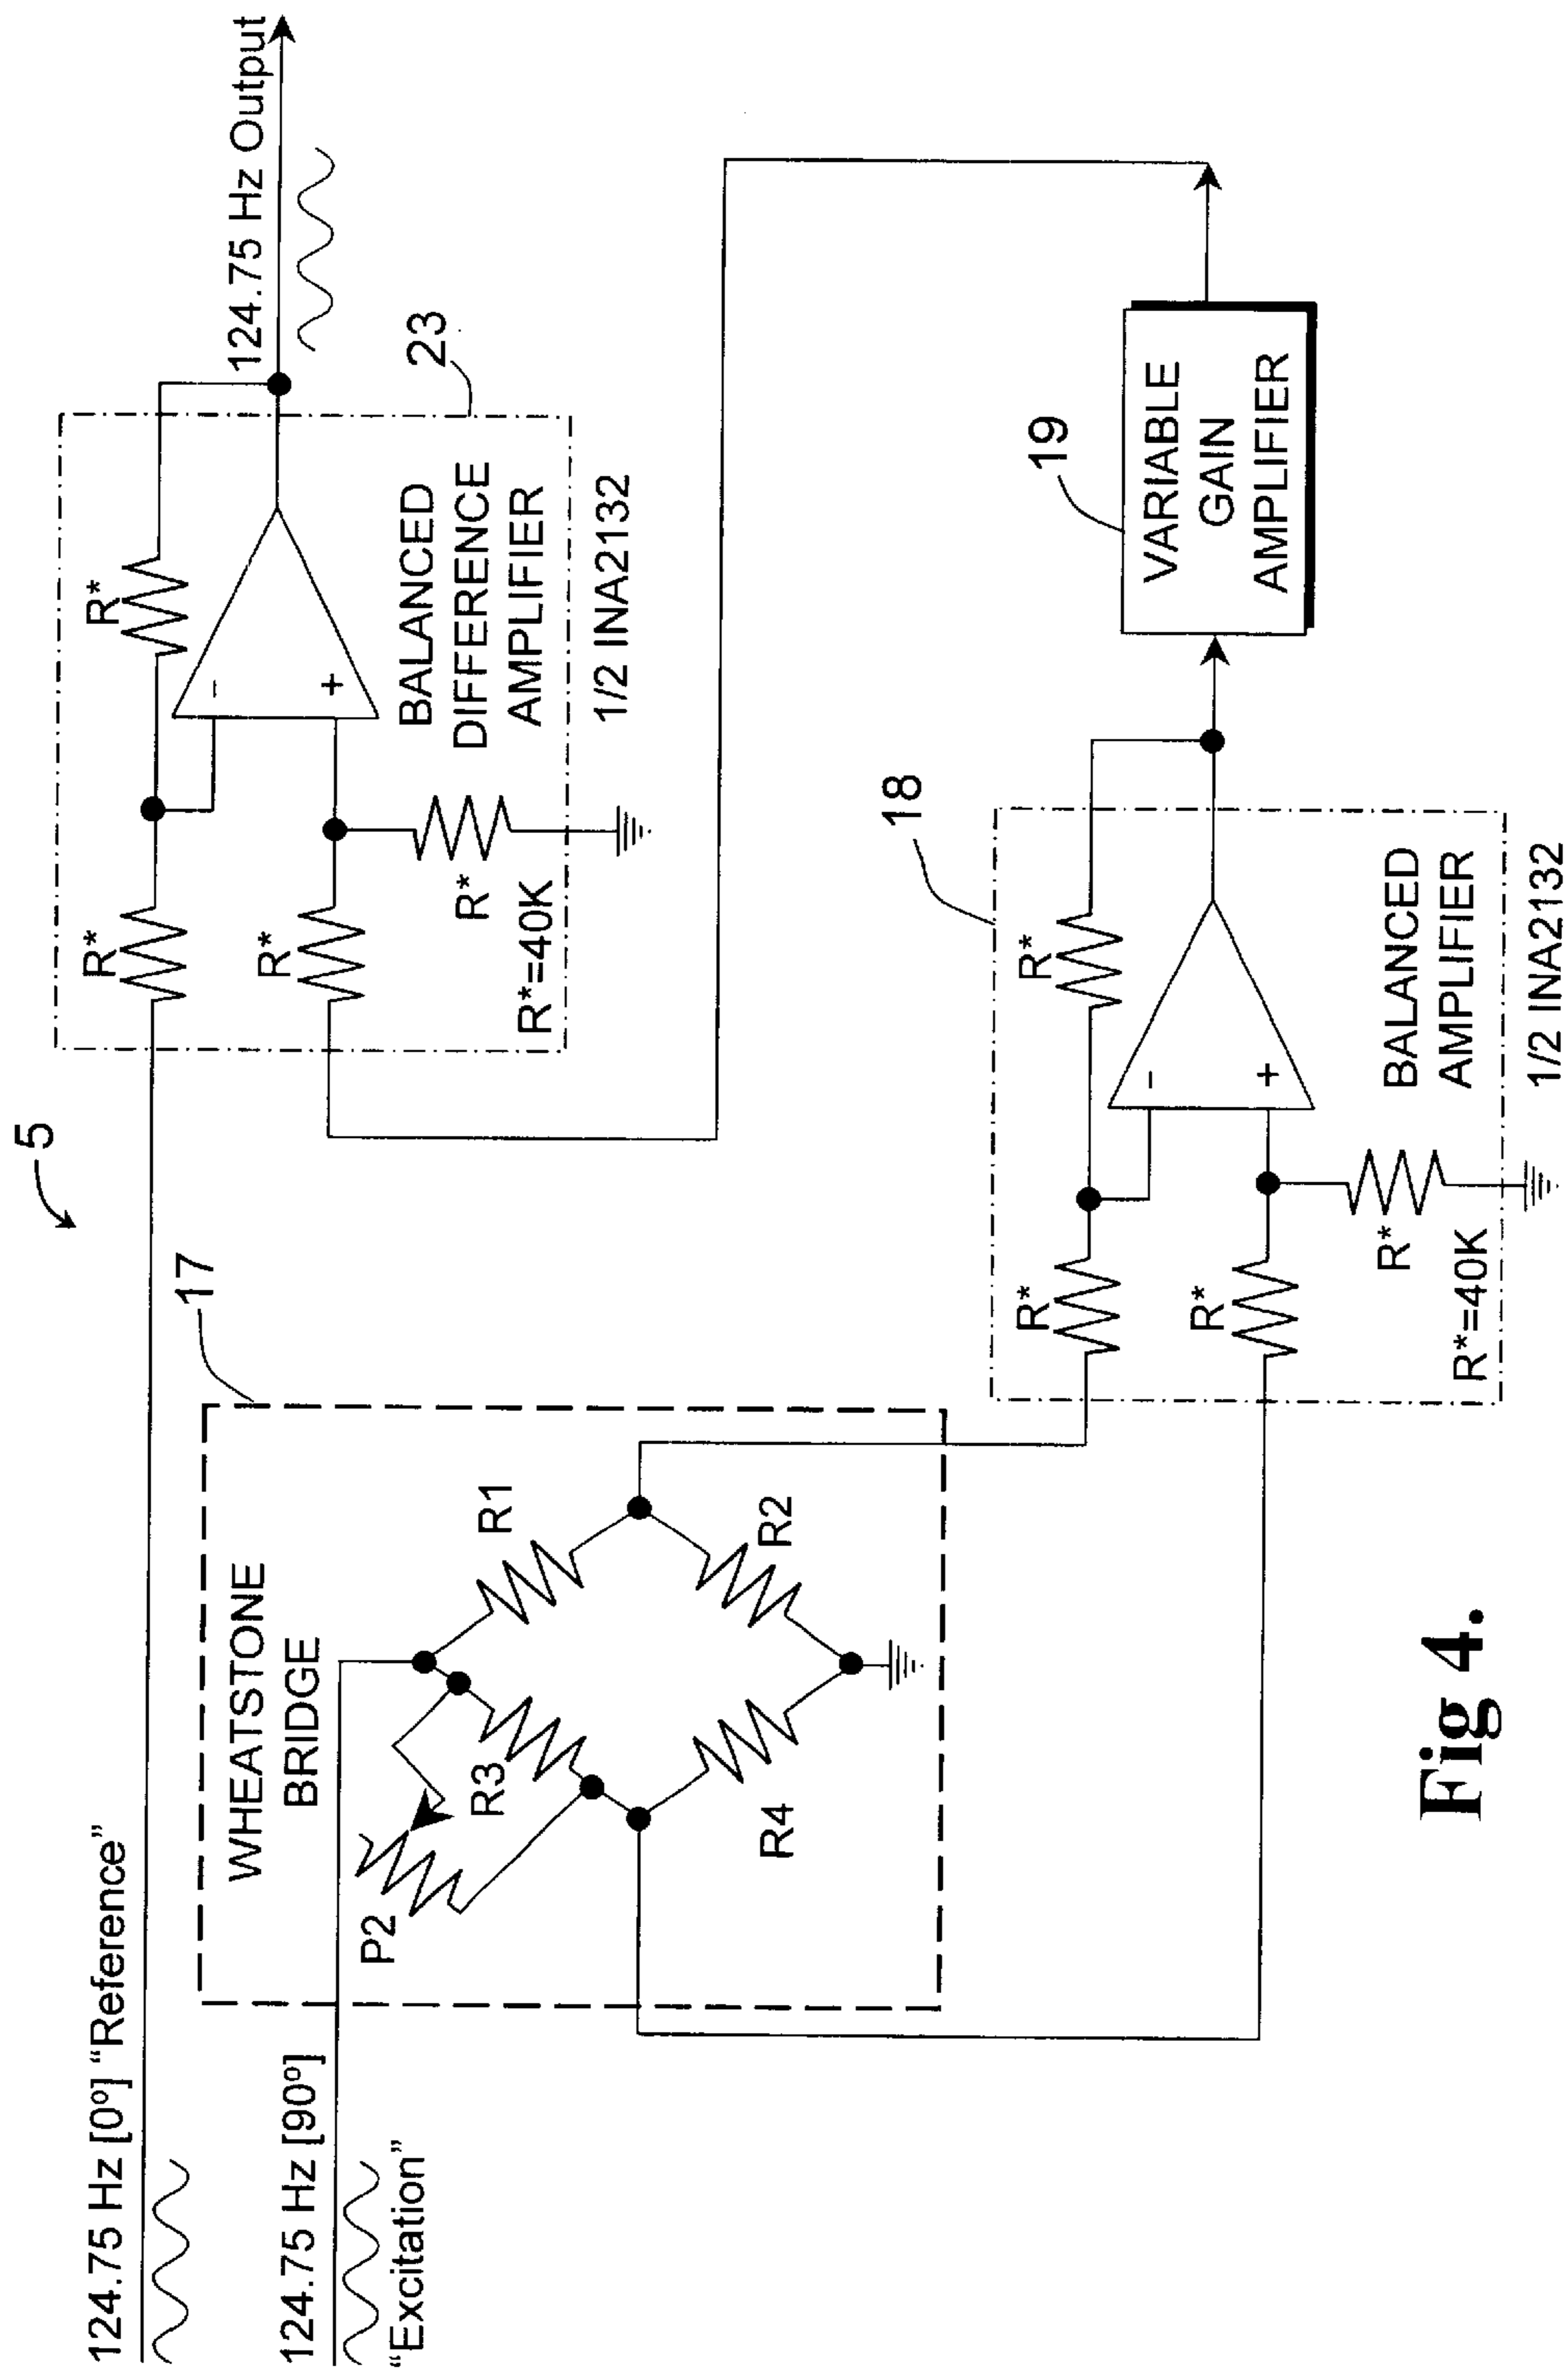 5
124.75 Hz [0º] “Reference”
124.75 Hz [90º]
“Excitation”
WHEATSTONE
BRIDGE
17
P2
R3
R1
R4
R2
R*
R*
R*
R*
R*=40K
-
+
BALANCED
DIFFERENCE
AMPLIFIER
1/2 INA2132
23
124.75 Hz Output
18
R*
R*
R*
R*
R*=40K
-
+
BALANCED
AMPLIFIER
1/2 INA2132
19
VARIABLE
GAIN
AMPLIFIER
Fig 4.